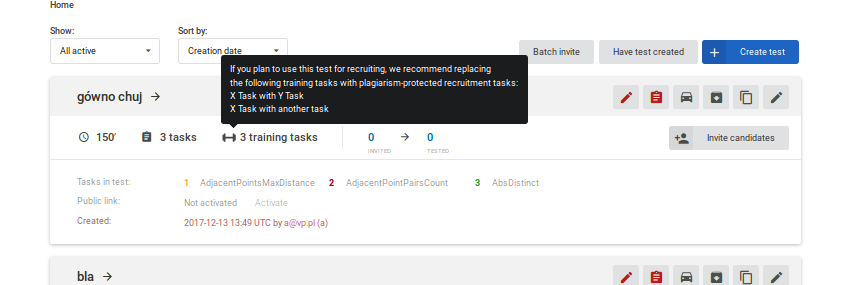 Home
Show:
Sort by:
All active
Creation date
Batch invite
Have test created
Create test
If you plan to use this test for recruiting, we recommend replacing
the following training tasks with plagiarism-protected recruitment tasks:
X Task with Y Task
X Task with another task
gówno chuj
150'
3 tasks
3 training tasks
0
0
INVITED
TESTED
Invite candidates
Tasks in test: 1 AdjacentPointsMaxDistance 2 AdjacentPointPairsCount 3 AbsDistinct
Public link: Not activated Activate
Created: 2017-12-13 13:49 UTC by a@vp.pl (a)
bla